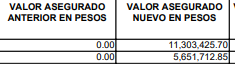 VALOR ASEGURADO VALOR ASEGURADO
ANTERIOR EN PESOS NUEVO EN PESOS
0.00 11,303,425.70
0.00 5,651,712.85